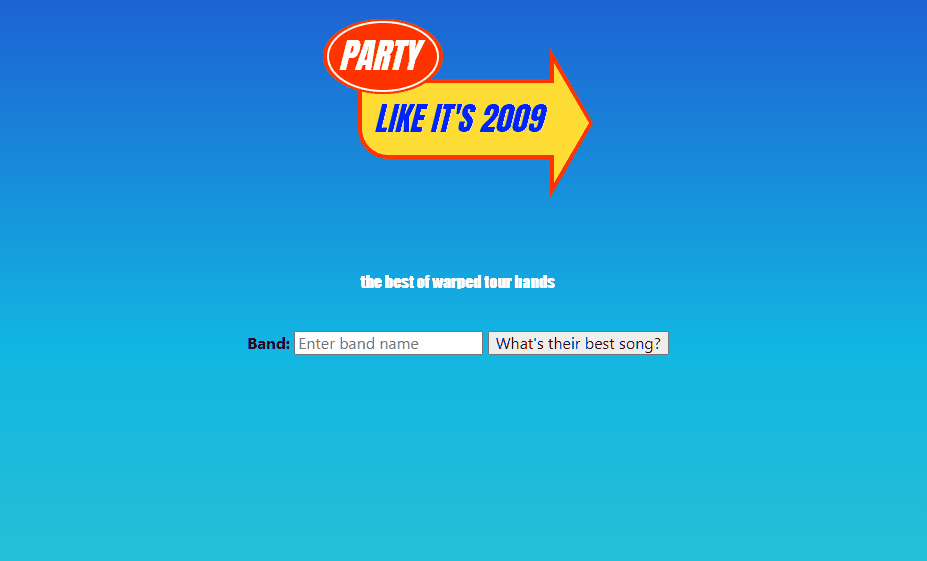 PARTY
LIKE IT'S 2009
the best of warped tour bands
Band: Enter band name What's their best song?